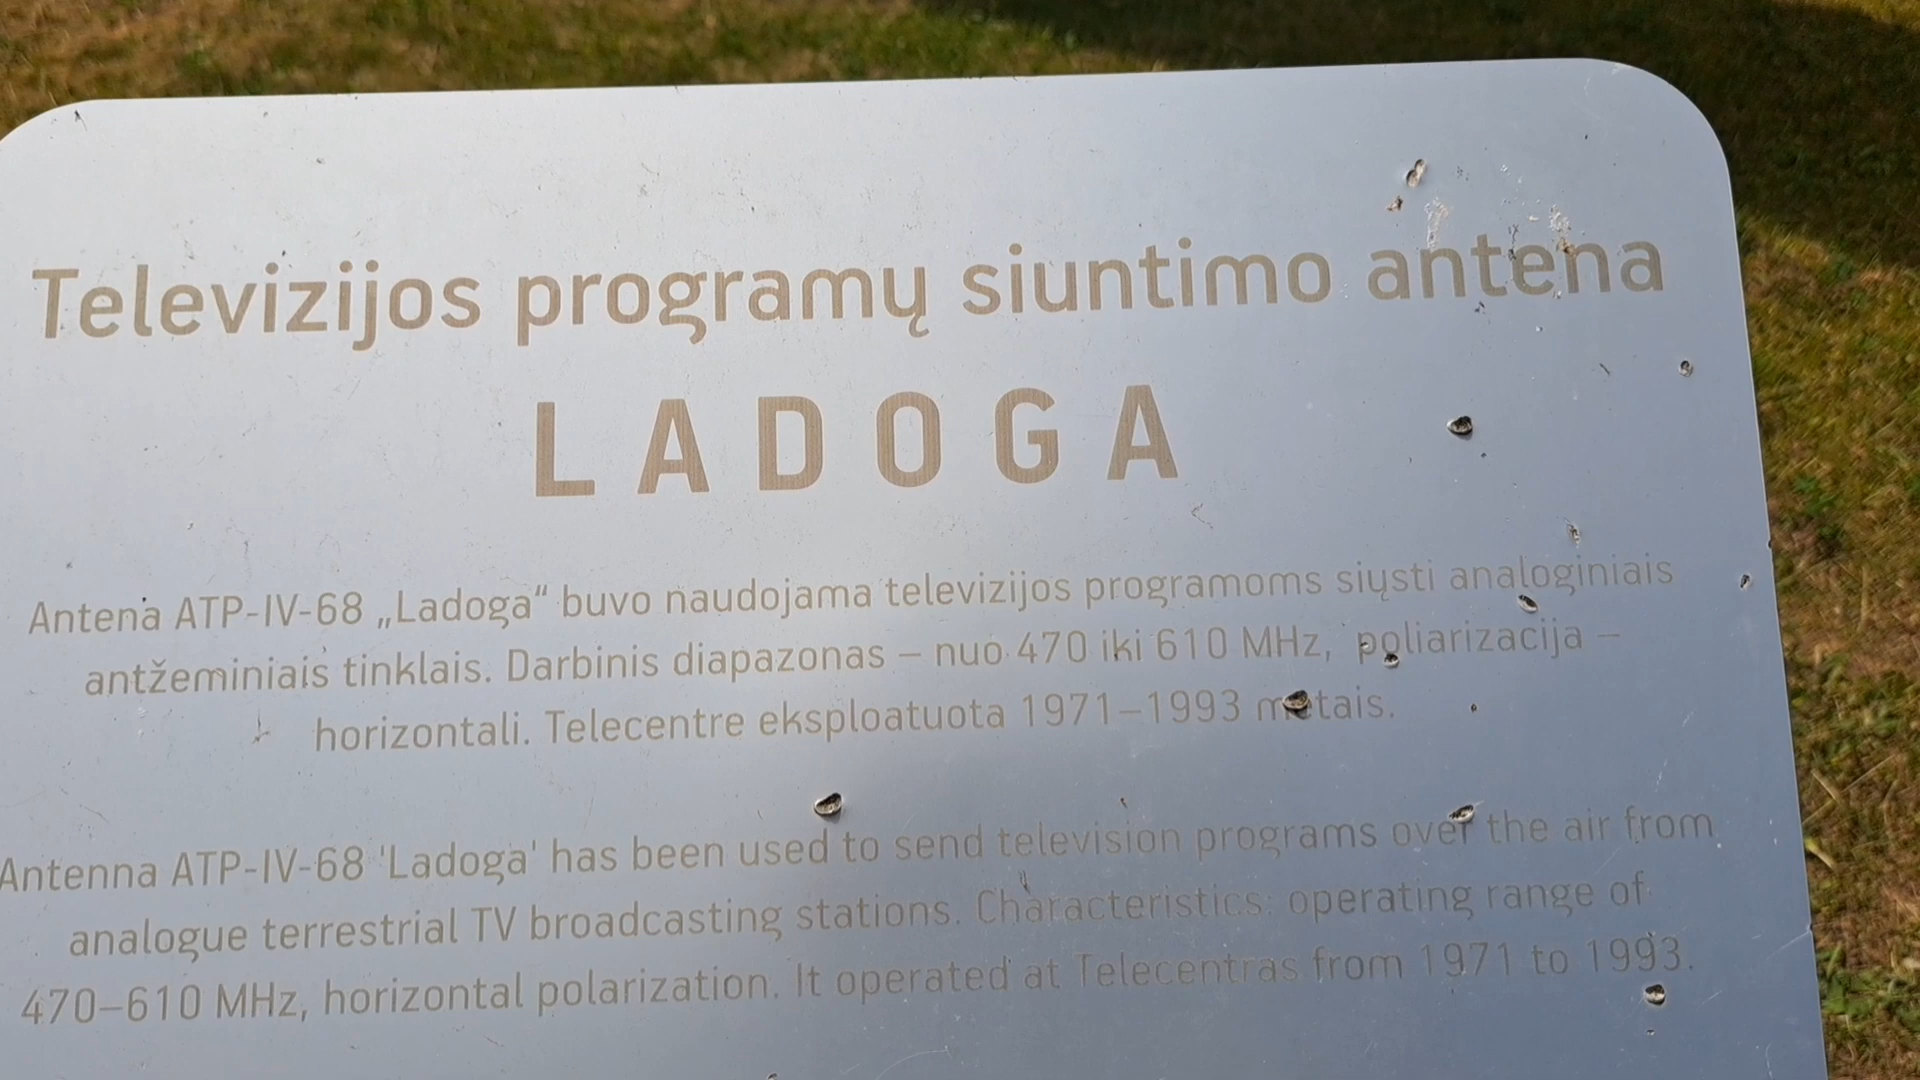 Televizijos programų siuntimo antena
LADOGA
Antena ATP-IV-68 „Ladoga“ buvo naudojama televizijos programoms siųsti analoginiais
antžeminiais tinklais. Darbinis diapazonas – nuo 470 iki 610 MHz, poliarizacija –
horizontali. Telecentre eksploatuota 1971–1993 metais.
Antenna ATP-IV-68 'Ladoga' has been used to send television programs over the air from
analogue terrestrial TV broadcasting stations. Characteristics: operating range of
470–610 MHz, horizontal polarization. It operated at Telecentras from 1971 to 1993.